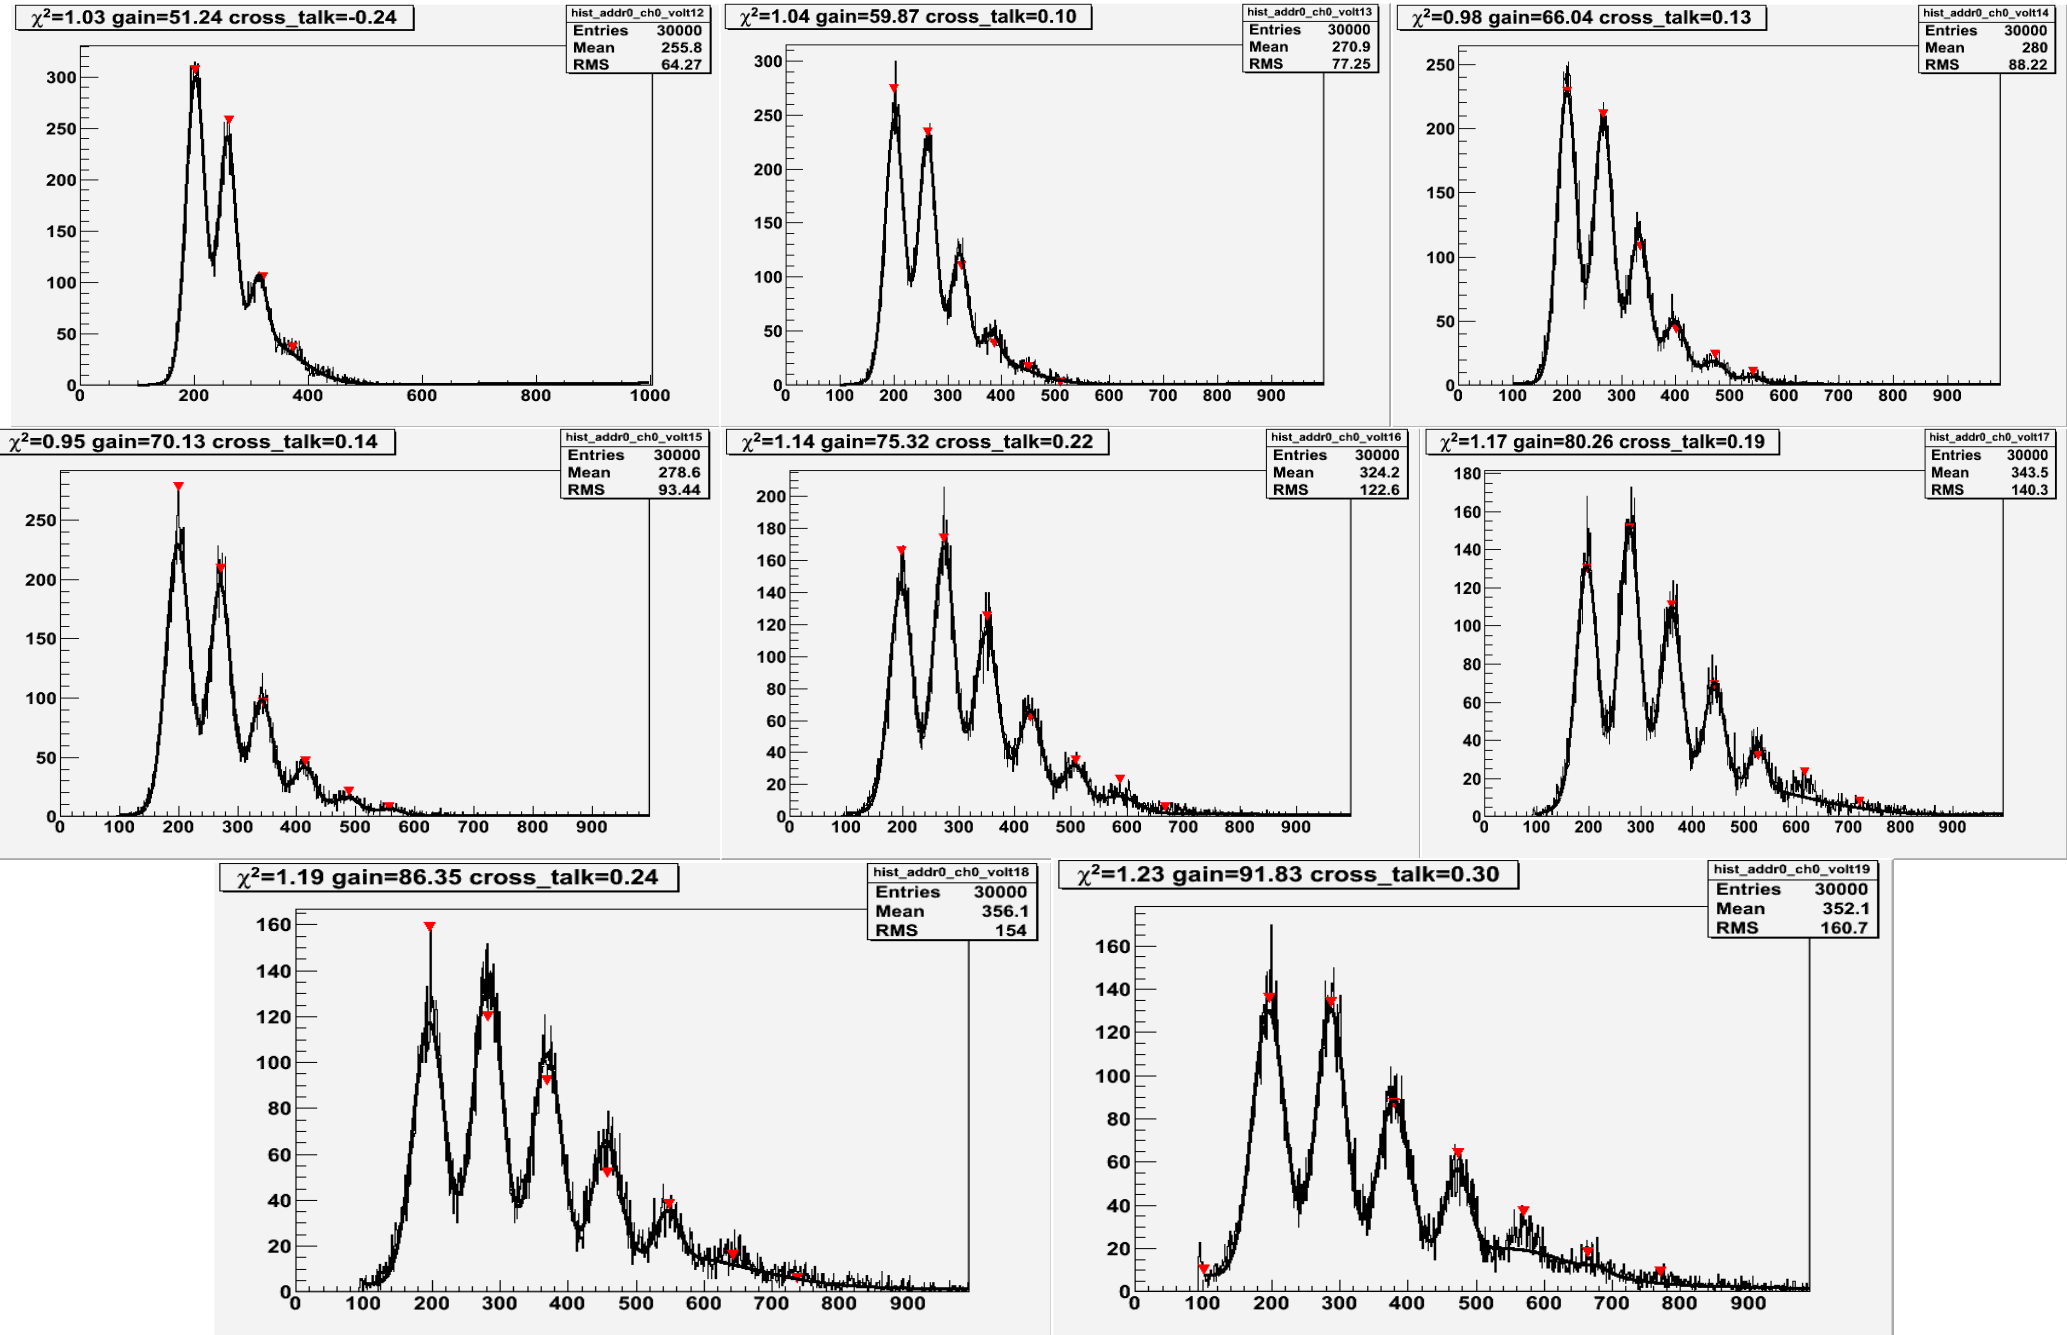 χ²=1.03 gain=51.24 cross_talk=-0.24
hist_addr0_ch0_volt12
Entries 30000
Mean 255.8
RMS 64.27
300
250
200
150
100
50
0
0 200 400 600 800 1000
χ²=1.04 gain=59.87 cross_talk=0.10
hist_addr0_ch0_volt13
Entries 30000
Mean 270.9
RMS 77.25
300
250
200
150
100
50
0
0 100 200 300 400 500 600 700 800 900
χ²=0.98 gain=66.04 cross_talk=0.13
hist_addr0_ch0_volt14
Entries 30000
Mean 280
RMS 88.22
250
200
150
100
50
0
0 100 200 300 400 500 600 700 800 900
χ²=0.95 gain=70.13 cross_talk=0.14
hist_addr0_ch0_volt15
Entries 30000
Mean 278.6
RMS 93.44
250
200
150
100
50
0
0 100 200 300 400 500 600 700 800 900
χ²=1.14 gain=75.32 cross_talk=0.22
hist_addr0_ch0_volt16
Entries 30000
Mean 324.2
RMS 122.6
200
180
160
140
120
100
80
60
40
20
0
0 100 200 300 400 500 600 700 800 900
χ²=1.17 gain=80.26 cross_talk=0.19
hist_addr0_ch0_volt17
Entries 30000
Mean 343.5
RMS 140.3
180
160
140
120
100
80
60
40
20
0
0 100 200 300 400 500 600 700 800 900
χ²=1.19 gain=86.35 cross_talk=0.24
hist_addr0_ch0_volt18
Entries 30000
Mean 356.1
RMS 154
160
140
120
100
80
60
40
20
0
0 100 200 300 400 500 600 700 800 900
χ²=1.23 gain=91.83 cross_talk=0.30
hist_addr0_ch0_volt19
Entries 30000
Mean 352.1
RMS 160.7
160
140
120
100
80
60
40
20
0
0 100 200 300 400 500 600 700 800 900